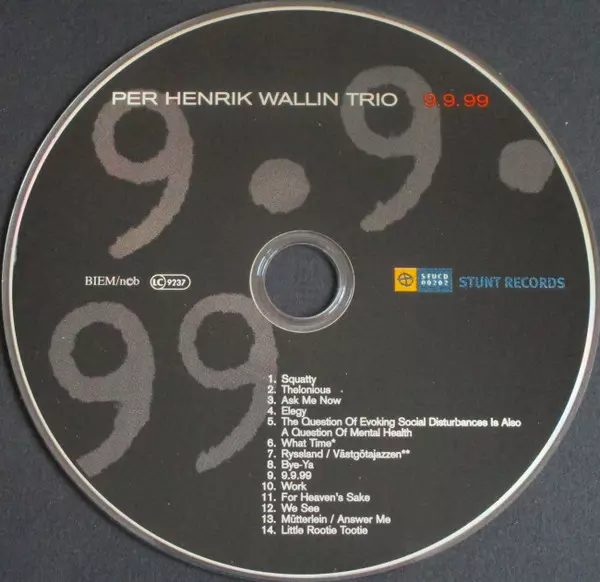 9.9.
PER HENRIK WALLIN TRIO 9.9.99
BIEM/ncb LC 9237
STUCD
00202
STUNT RECORDS
99
1. Squatty
2. Thelonious
3. Ask Me Now
4. Elegy
5. The Question Of Evoking Social Disturbances Is Also
A Question Of Mental Health
6. What Time*
7. Ryssland / Västgötajazzen**
8. Bye-Ya
9. 9.9.99
10. Work
11. For Heaven's Sake
12. We See
13. Mütterlein / Answer Me
14. Little Rootie Tootie